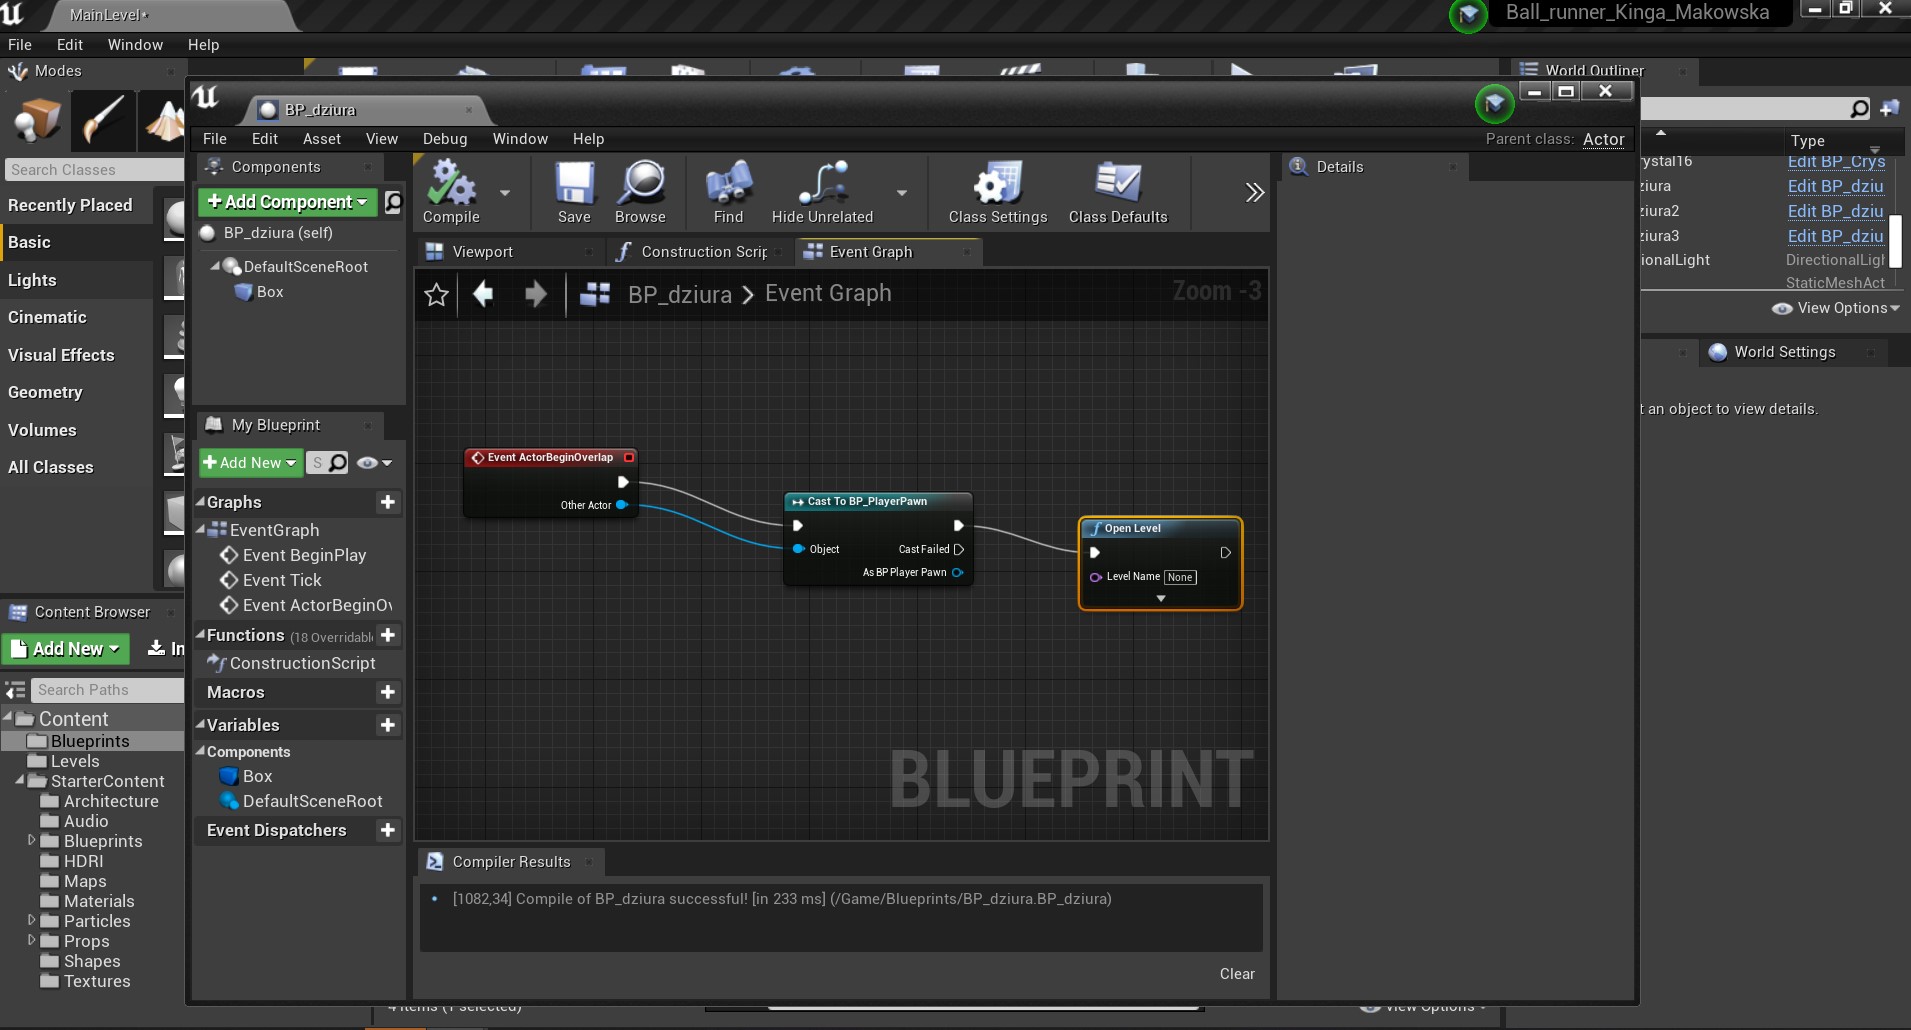 MainLevel*
Ball_runner_Kinga_Makowska
File Edit Window Help
Modes
World Outliner
BP_dziura
File Edit Asset View Debug Window Help
Parent class: Actor
Type
Search Classes
Components
Details
rystal16 Edit BP_Crys
ziura Edit BP_dziu
ziura2 Edit BP_dziu
ziura3 Edit BP_dziu
ionalLight DirectionalLigh
StaticMeshAct
View Options
Recently Placed
Basic
Lights
Cinematic
Visual Effects
Geometry
Volumes
All Classes
Add Component
BP_dziura (self)
DefaultSceneRoot
Box
Compile Save Browse Find Hide Unrelated Class Settings Class Defaults
Viewport Construction Scrip Event Graph
BP_dziura > Event Graph
Zoom -3
World Settings
t an object to view details.
My Blueprint
Add New S
Graphs
EventGraph
Event BeginPlay
Event Tick
Event ActorBeginOv
Functions (18 Overridabl
ConstructionScript
Macros
Variables
Components
Box
DefaultSceneRoot
Event Dispatchers
Event ActorBeginOverlap
Other Actor
Cast To BP_PlayerPawn
Object Cast Failed
As BP Player Pawn
Open Level
Level Name None
BLUEPRINT
Content Browser
Add New In
Search Paths
Content
Blueprints
Levels
StarterContent
Architecture
Audio
Blueprints
HDRI
Maps
Materials
Particles
Props
Shapes
Textures
Compiler Results
[1082,34] Compile of BP_dziura successful! [in 233 ms] (/Game/Blueprints/BP_dziura.BP_dziura)
Clear
4 items (1 selected)
View Options